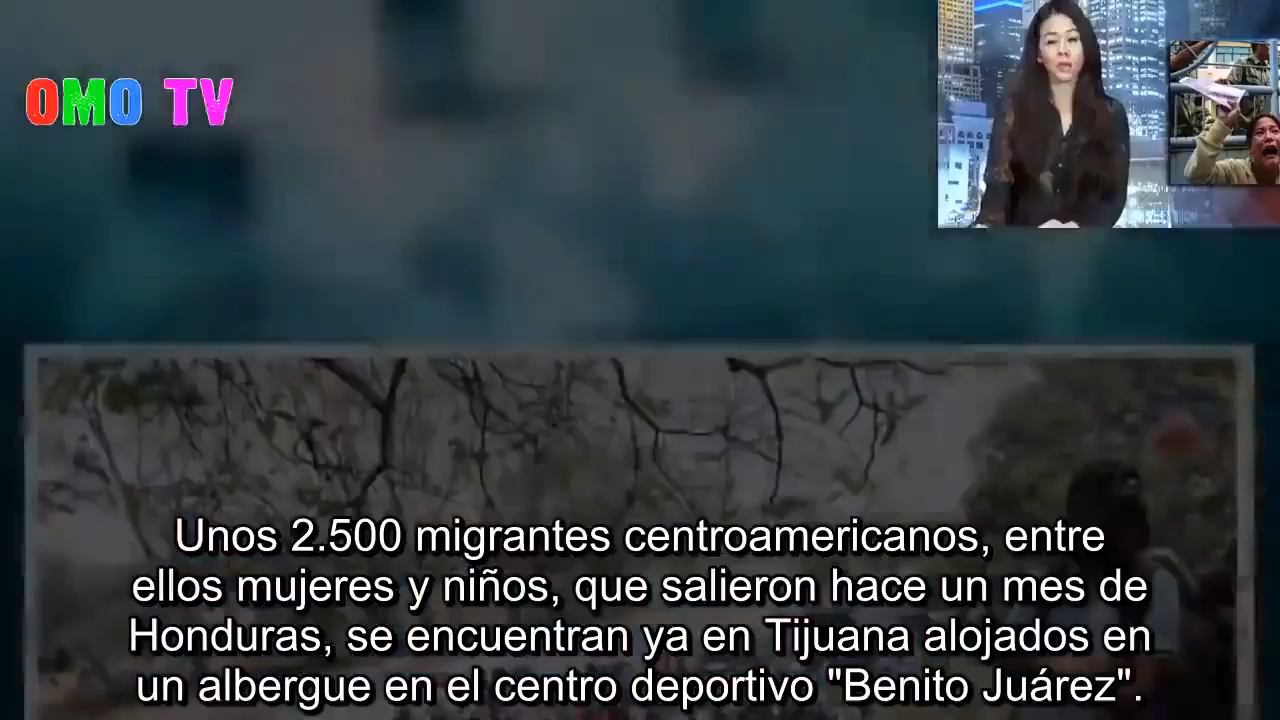 OMO TV
Unos 2.500 migrantes centroamericanos, entre
ellos mujeres y niños, que salieron hace un mes de
Honduras, se encuentran ya en Tijuana alojados en
un albergue en el centro deportivo "Benito Juárez".